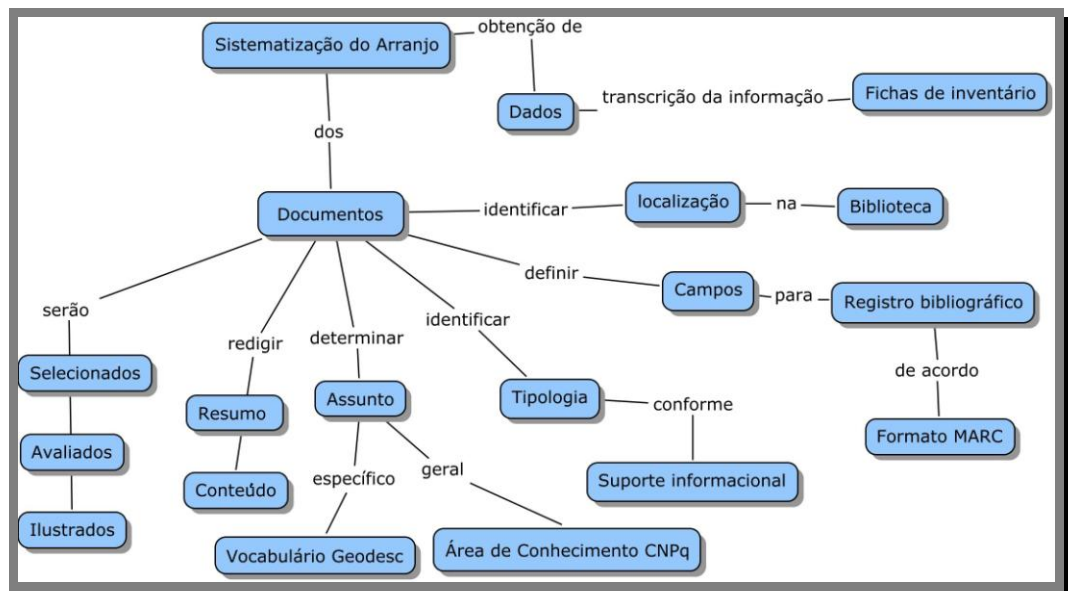 Sistematização do Arranjo
obtenção de
Dados
transcrição da informação
Fichas de inventário
dos
Documentos
identificar
localização
na
Biblioteca
definir
Campos
para
Registro bibliográfico
de acordo
Formato MARC
serão
Selecionados
Avaliados
Ilustrados
redigir
Resumo
Conteúdo
determinar
Assunto
específico
Vocabulário Geodesc
geral
Área de Conhecimento CNPq
identificar
Tipologia
conforme
Suporte informacional